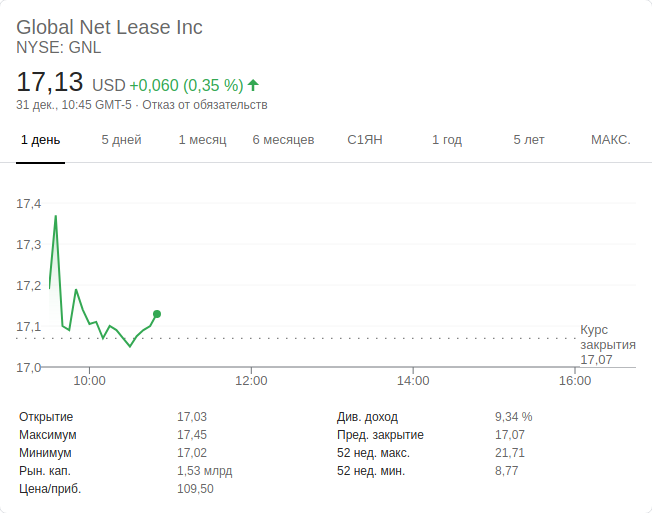 Global Net Lease Inc
NYSE: GNL
17,13 USD +0,060 (0,35 %)
31 дек., 10:45 GMT-5 · Отказ от обязательств
1 день 5 дней 1 месяц 6 месяцев С1ЯН 1 год 5 лет МАКС.
17,4
17,3
17,2
17,1
17,0
Курс
закрытия
17,07
10:00 12:00 14:00 16:00
Открытие 17,03 Див. доход 9,34 %
Максимум 17,45 Пред. закрытие 17,07
Минимум 17,02 52 нед. макс. 21,71
Рын. кап. 1,53 млрд 52 нед. мин. 8,77
Цена/приб. 109,50